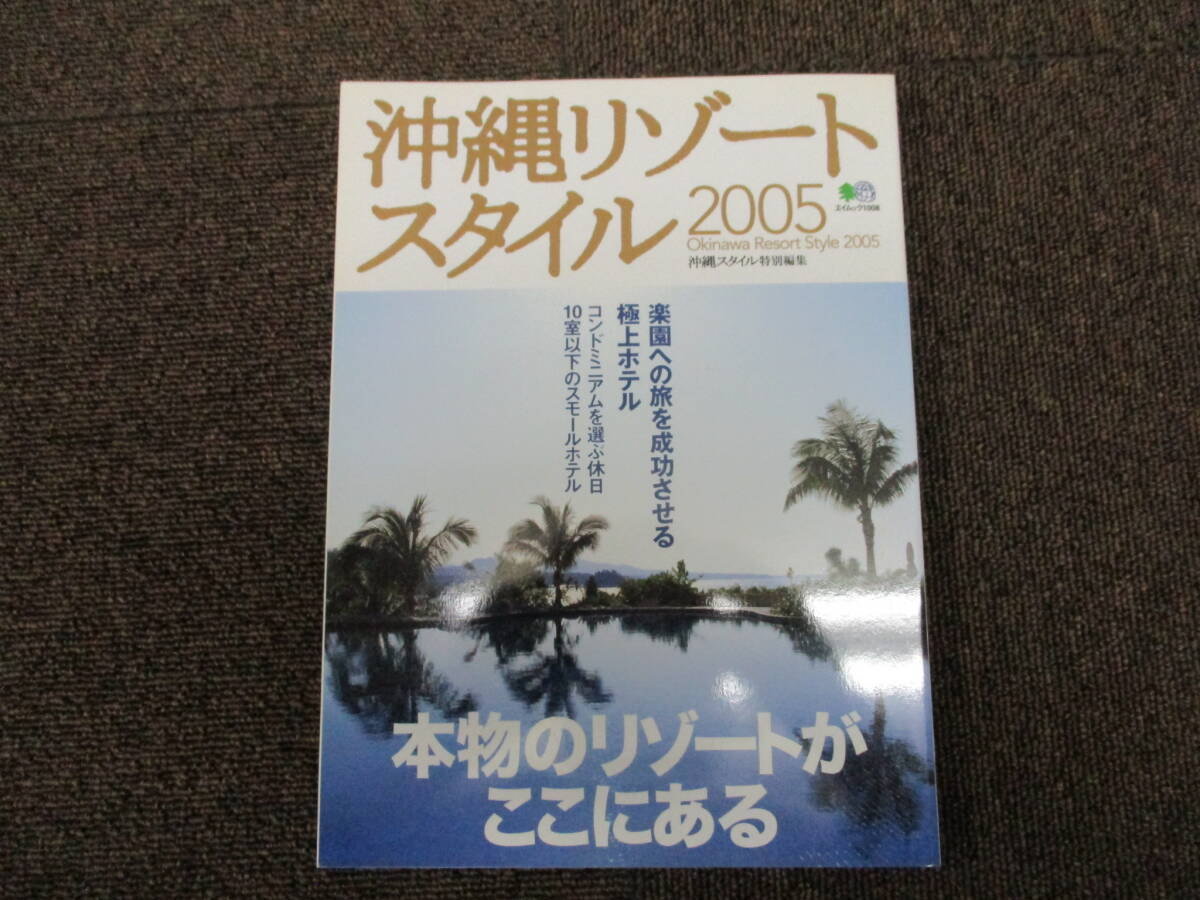 沖縄リゾート
スタイル
2005
エイムック1008
Okinawa Resort Style 2005
沖縄スタイル特別編集
楽園への旅を成功させる
極上ホテル
コンドミニアムを選ぶ休日
10室以下のスモールホテル
本物のリゾートが
ここにある